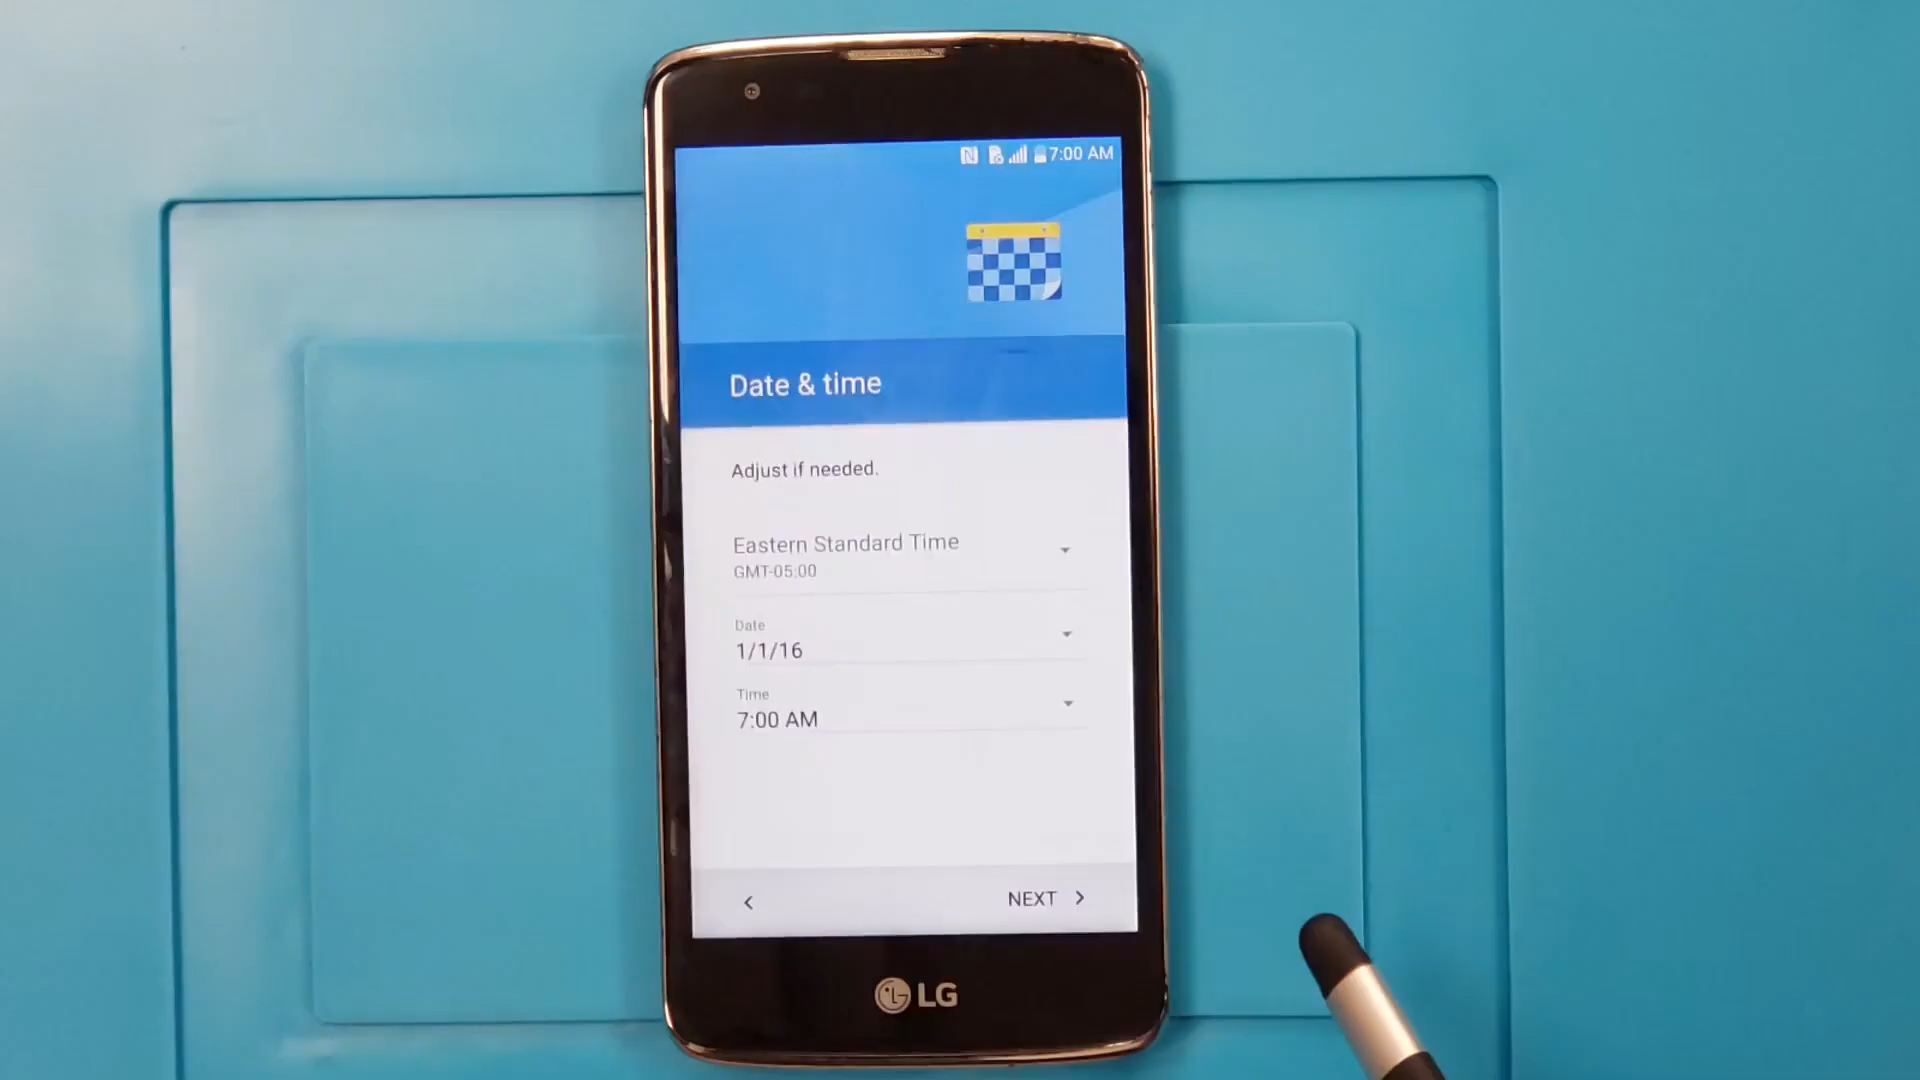 7:00 AM
Date & time
Adjust if needed.
Eastern Standard Time
GMT-05:00
Date
1/1/16
Time
7:00 AM
NEXT
LG